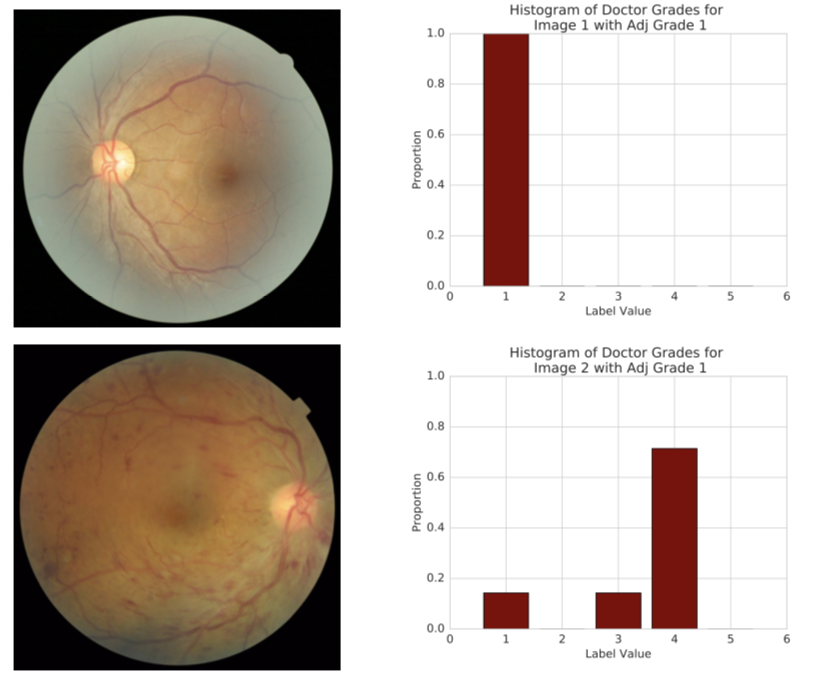 Histogram of Doctor Grades for
Image 1 with Adj Grade 1
1.0
0.8
0.6
0.4
0.2
0.0
Proportion
0 1 2 3 4 5 6
Label Value
Histogram of Doctor Grades for
Image 2 with Adj Grade 1
1.0
0.8
0.6
0.4
0.2
0.0
Proportion
0 1 2 3 4 5 6
Label Value